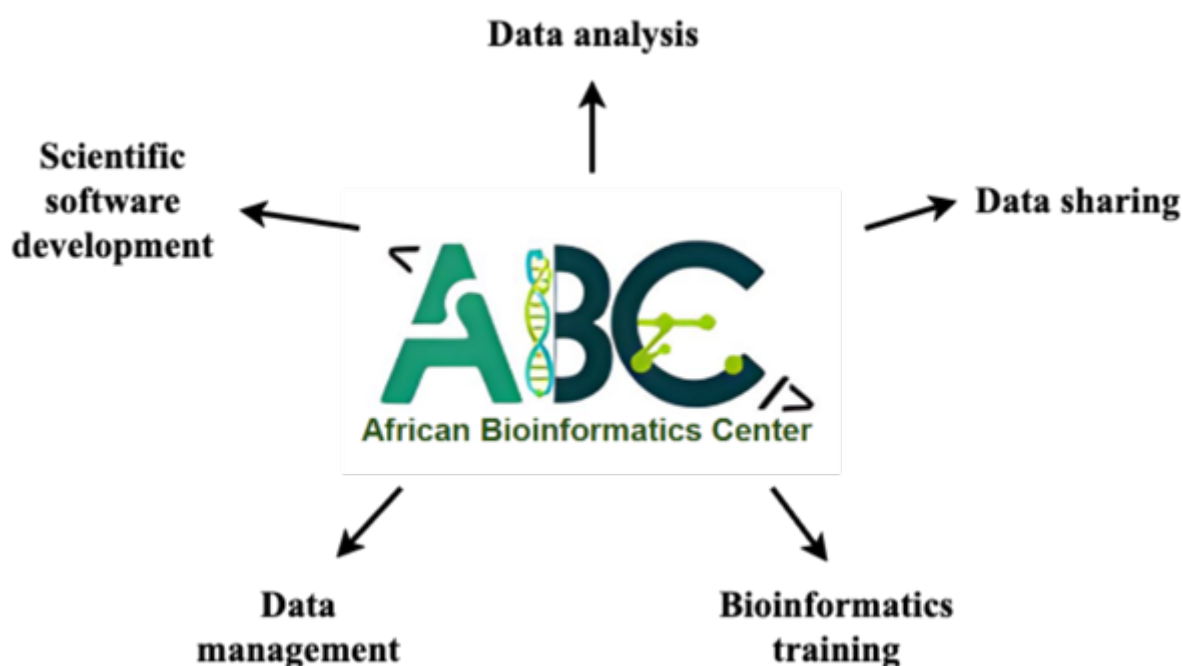 Data analysis
Scientific
software
development
Data sharing
< ABC />
African Bioinformatics Center
Data
management
Bioinformatics
training